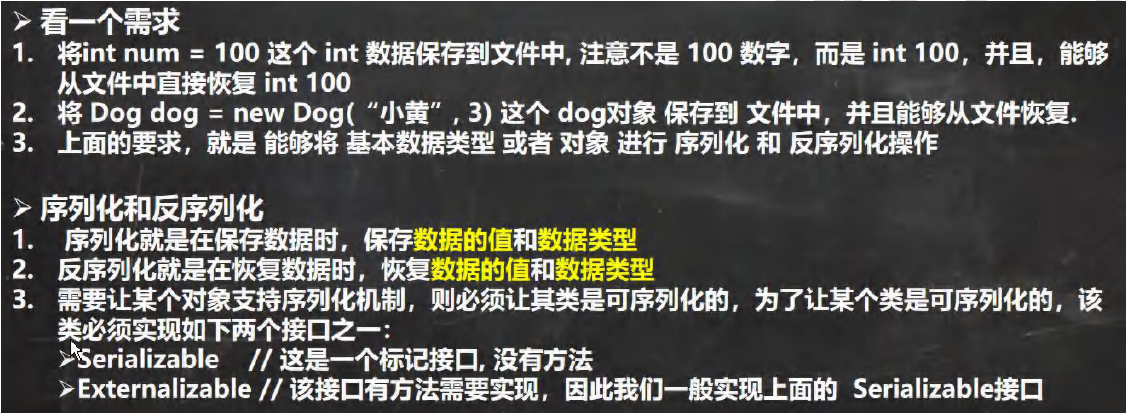 ➢ 看一个需求
1. 将int num = 100 这个 int 数据保存到文件中, 注意不是 100 数字，而是 int 100，并且，能够
从文件中直接恢复 int 100
2. 将 Dog dog = new Dog( “小黄”, 3) 这个 dog对象 保存到 文件中，并且能够从文件恢复.
3. 上面的要求，就是 能够将 基本数据类型 或者 对象 进行 序列化 和 反序列化操作
➢ 序列化和反序列化
1. 序列化就是在保存数据时，保存数据的值和数据类型
2. 反序列化就是在恢复数据时，恢复数据的值和数据类型
3. 需要让某个对象支持序列化机制，则必须让其类是可序列化的，为了让某个类是可序列化的，该
类必须实现如下两个接口之一：
➢Serializable // 这是一个标记接口, 没有方法
➢Externalizable // 该接口有方法需要实现，因此我们一般实现上面的 Serializable接口